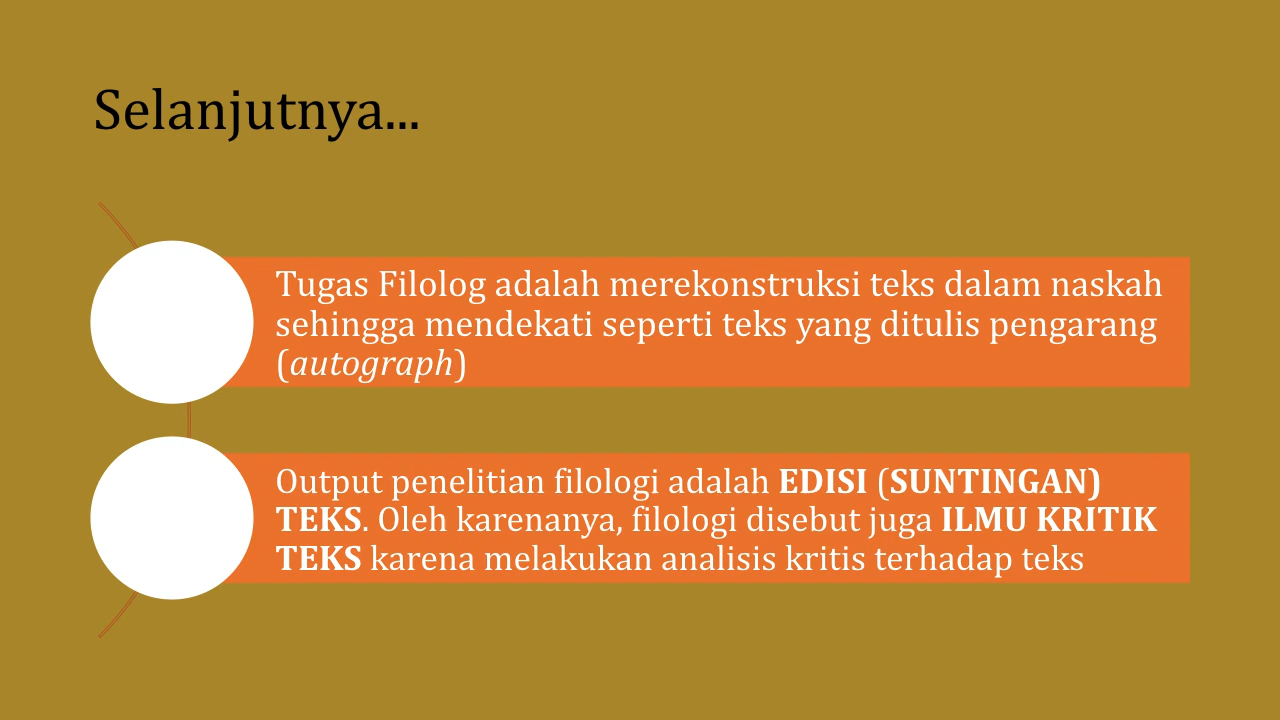 Selanjutnya...
Tugas Filolog adalah merekonstruksi teks dalam naskah
sehingga mendekati seperti teks yang ditulis pengarang
(autograph)
Output penelitian filologi adalah EDISI (SUNTINGAN)
TEKS. Oleh karenanya, filologi disebut juga ILMU KRITIK
TEKS karena melakukan analisis kritis terhadap teks